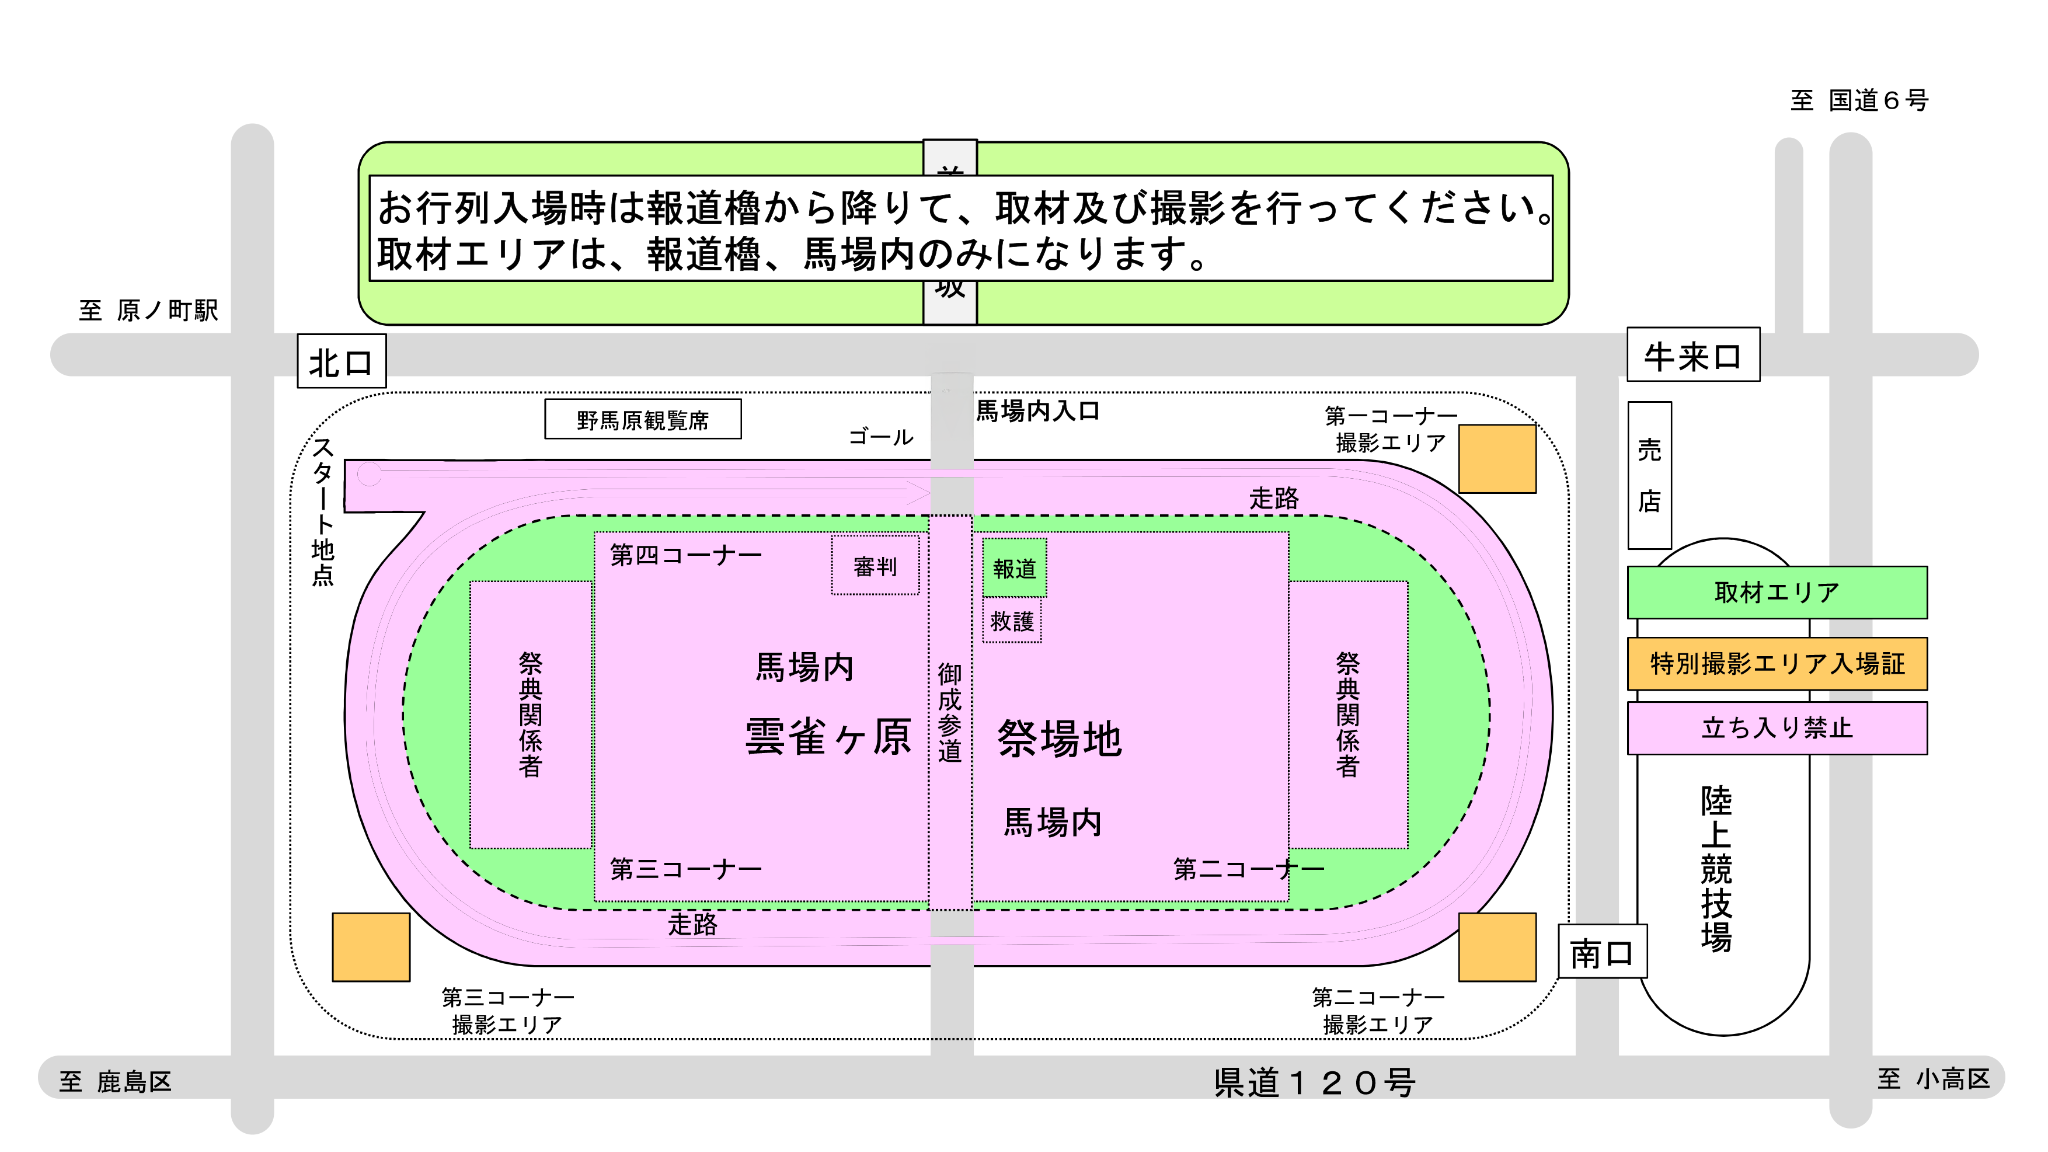 至 国道６号
お行列入場時は報道櫓から降りて、取材及び撮影を行ってください。
取材エリアは、報道櫓、馬場内のみになります。
坂
至 原ノ町駅
北口
牛来口
野馬原観覧席
馬場内入口
ゴール
第一コーナー
撮影エリア
スタート地点
売店
走路
第四コーナー
審判
報道
救護
取材エリア
特別撮影エリア入場証
立ち入り禁止
祭典関係者
馬場内
御成参道
祭典関係者
雲雀ヶ原
祭場地
馬場内
陸上競技場
第三コーナー
第二コーナー
走路
南口
第三コーナー
撮影エリア
第二コーナー
撮影エリア
至 鹿島区
県道１２０号
至 小高区